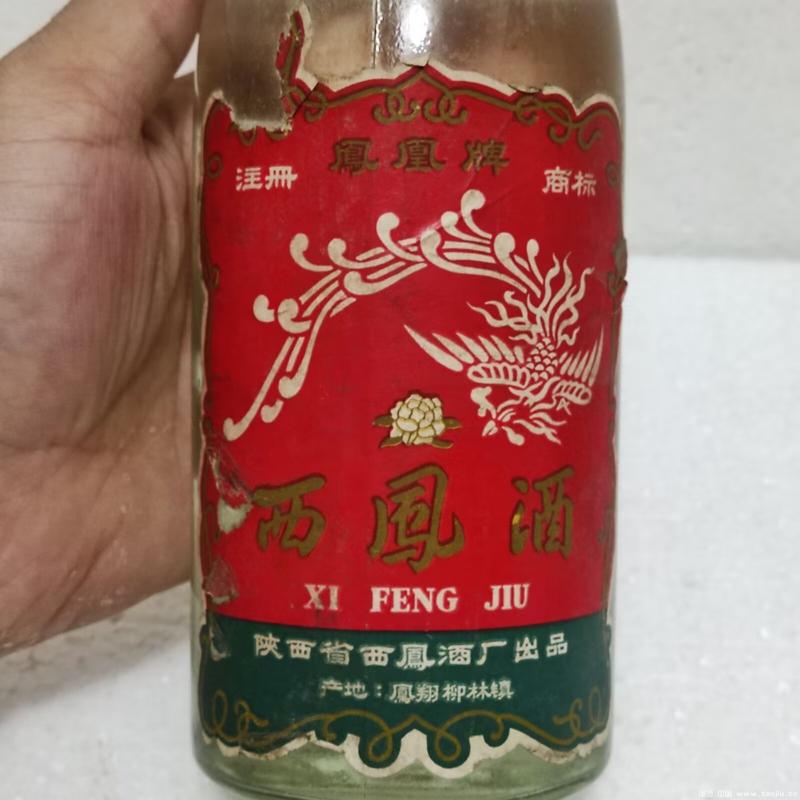 鳳凰牌
注冊 商标
西鳳酒
XI FENG JIU
陕西省西鳳酒厂出品
产地：鳳翔柳林镇